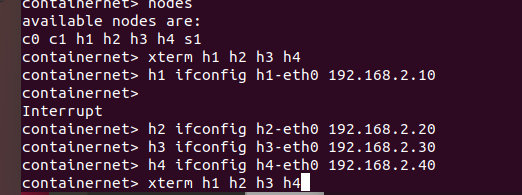 containernet> nodes
available nodes are:
c0 c1 h1 h2 h3 h4 s1
containernet> xterm h1 h2 h3 h4
containernet> h1 ifconfig h1-eth0 192.168.2.10
containernet>
Interrupt
containernet> h2 ifconfig h2-eth0 192.168.2.20
containernet> h3 ifconfig h3-eth0 192.168.2.30
containernet> h4 ifconfig h4-eth0 192.168.2.40
containernet> xterm h1 h2 h3 h4